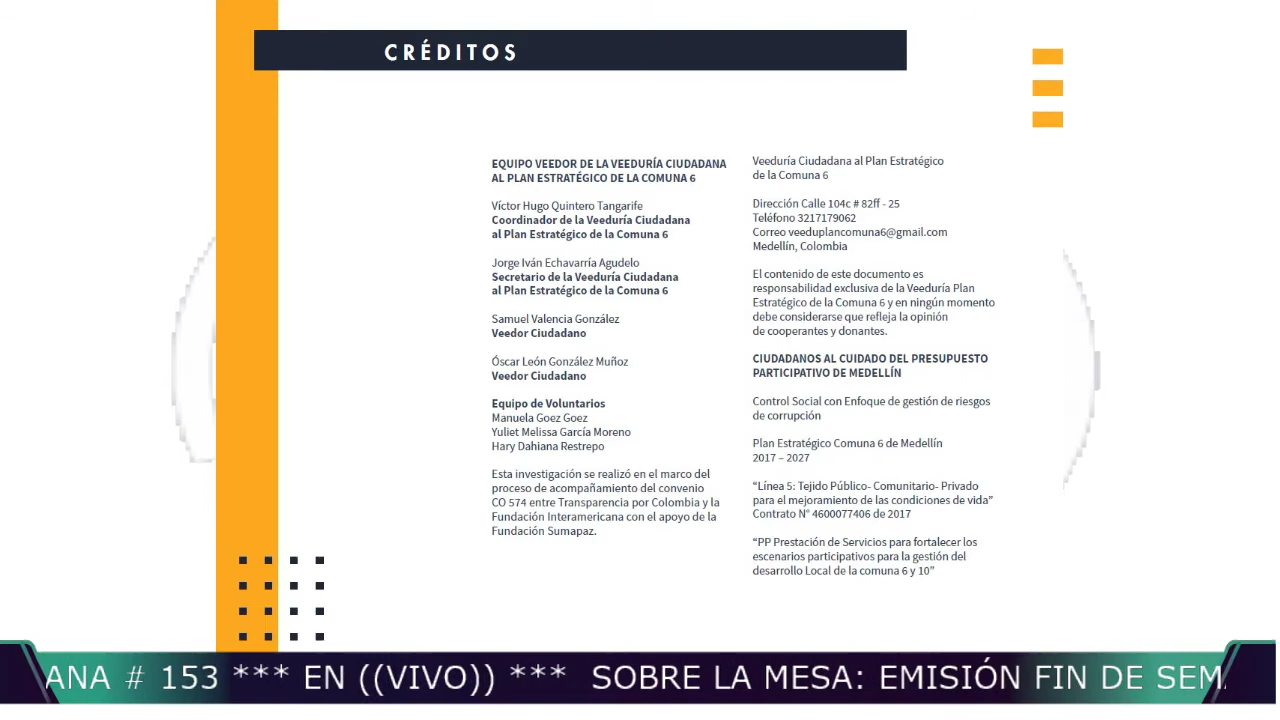 CRÉDITOS
EQUIPO VEEDOR DE LA VEEDURÍA CIUDADANA
AL PLAN ESTRATÉGICO DE LA COMUNA 6
Víctor Hugo Quintero Tangarife
Coordinador de la Veeduría Ciudadana
al Plan Estratégico de la Comuna 6
Jorge Iván Echavarría Agudelo
Secretario de la Veeduría Ciudadana
al Plan Estratégico de la Comuna 6
Samuel Valencia González
Veedor Ciudadano
Óscar León González Muñoz
Veedor Ciudadano
Equipo de Voluntarios
Manuela Goez Goez
Yuliet Melissa García Moreno
Hary Dahiana Restrepo
Esta investigación se realizó en el marco del
proceso de acompañamiento del convenio
CO 574 entre Transparencia por Colombia y la
Fundación Interamericana con el apoyo de la
Fundación Sumapaz.
Veeduría Ciudadana al Plan Estratégico
de la Comuna 6
Dirección Calle 104c # 82ff - 25
Teléfono 3217179062
Correo veeduplancomuna6@gmail.com
Medellín, Colombia
El contenido de este documento es
responsabilidad exclusiva de la Veeduría Plan
Estratégico de la Comuna 6 y en ningún momento
debe considerarse que refleja la opinión
de cooperantes y donantes.
CIUDADANOS AL CUIDADO DEL PRESUPUESTO
PARTICIPATIVO DE MEDELLÍN
Control Social con Enfoque de gestión de riesgos
de corrupción
Plan Estratégico Comuna 6 de Medellín
2017 – 2027
“Línea 5: Tejido Público- Comunitario- Privado
para el mejoramiento de las condiciones de vida”
Contrato N° 4600077406 de 2017
“PP Prestación de Servicios para fortalecer los
escenarios participativos para la gestión del
desarrollo Local de la comuna 6 y 10”
ANA # 153 *** EN ((VIVO)) *** SOBRE LA MESA: EMISIÓN FIN DE SEM